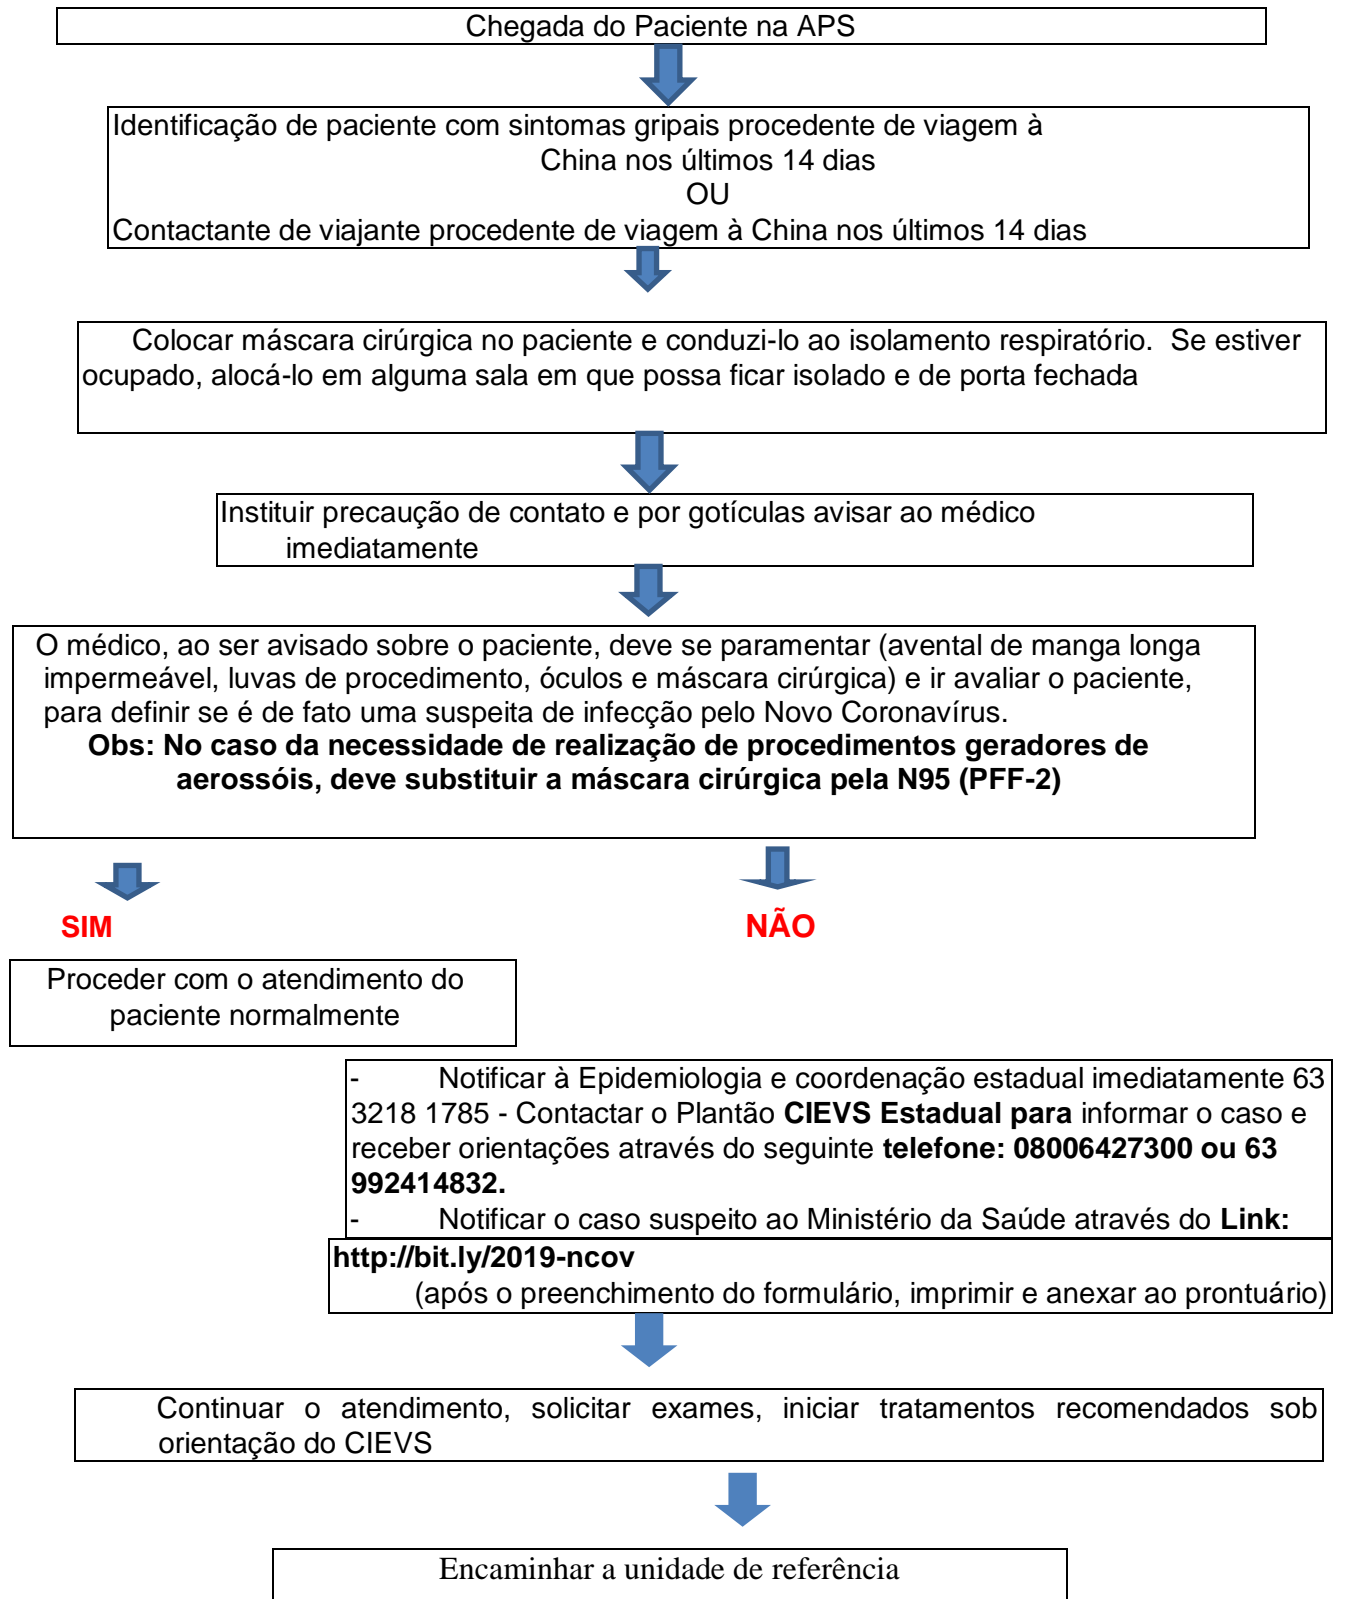 Chegada do Paciente na APS
Identificação de paciente com sintomas gripais procedente de viagem à
China nos últimos 14 dias
OU
Contactante de viajante procedente de viagem à China nos últimos 14 dias
Colocar máscara cirúrgica no paciente e conduzi-lo ao isolamento respiratório. Se estiver
ocupado, alocá-lo em alguma sala em que possa ficar isolado e de porta fechada
Instituir precaução de contato e por gotículas avisar ao médico
imediatamente
O médico, ao ser avisado sobre o paciente, deve se paramentar (avental de manga longa
impermeável, luvas de procedimento, óculos e máscara cirúrgica) e ir avaliar o paciente,
para definir se é de fato uma suspeita de infecção pelo Novo Coronavírus.
Obs: No caso da necessidade de realização de procedimentos geradores de
aerossóis, deve substituir a máscara cirúrgica pela N95 (PFF-2)
SIM
NÃO
Proceder com o atendimento do
paciente normalmente
- Notificar à Epidemiologia e coordenação estadual imediatamente 63
3218 1785 - Contactar o Plantão CIEVS Estadual para informar o caso e
receber orientações através do seguinte telefone: 08006427300 ou 63
992414832.
- Notificar o caso suspeito ao Ministério da Saúde através do Link:
http://bit.ly/2019-ncov
(após o preenchimento do formulário, imprimir e anexar ao prontuário)
Continuar o atendimento, solicitar exames, iniciar tratamentos recomendados sob
orientação do CIEVS
Encaminhar a unidade de referência